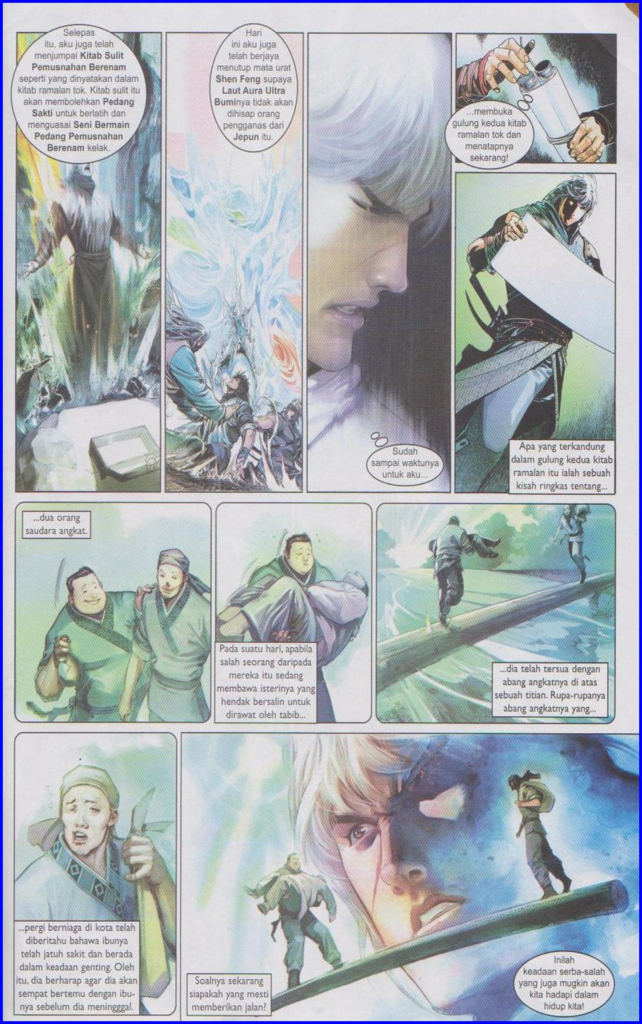 Selepas
itu, aku juga telah
menjumpai Kitab Sulit
Pemusnahan Berenam
seperti yang dinyatakan dalam
kitab ramalan tok. Kitab sulit itu
akan membolehkan Pedang
Sakti untuk berlatih dan
menguasai Seni Bermain
Pedang Pemusnahan
Berenam kelak.
Hari
ini aku juga
telah berjaya
menutup mata urat
Shen Feng supaya
Laut Aura Ultra
Buminya tidak akan
dihisap orang
pengganas dari
Jepun itu.
Sudah
sampai waktunya
untuk aku...
...membuka
gulung kedua kitab
ramalan tok dan
menatapnya
sekarang!
Apa yang terkandung
dalam gulung kedua kitab
ramalan itu ialah sebuah
kisah ringkas tentang...
...dua orang
saudara angkat.
Pada suatu hari, apabila
salah seorang daripada
mereka itu sedang
membawa isterinya yang
hendak bersalin untuk
dirawat oleh tabib...
...dia telah tersua dengan
abang angkatnya di atas
sebuah titian. Rupa-rupanya
abang angkatnya yang...
...pergi berniaga di kota telah
diberitahu bahawa ibunya
telah jatuh sakit dan berada
dalam keadaan genting. Oleh
itu, dia berharap agar dia akan
sempat bertemu dengan ibu-
nya sebelum dia meninggal.
Soalnya sekarang
siapakah yang mesti
memberikan jalan?
Inilah
keadaan serba-salah
yang juga mugkin akan
kita hadapi dalam
hidup kita!